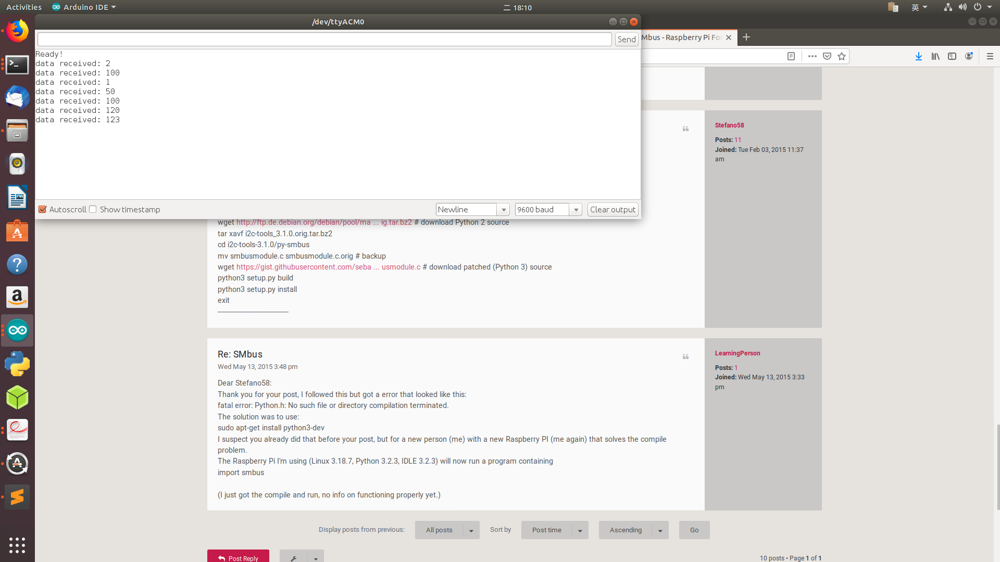 Activities
Arduino IDE
二 18:10
英
/dev/ttyACM0
Send
Mbus - Raspberry Pi Fo
Ready!
data received: 2
data received: 100
data received: 1
data received: 50
data received: 100
data received: 120
data received: 123
Autoscroll
Show timestamp
Newline
9600 baud
Clear output
Stefano58
Posts: 11
Joined: Tue Feb 03, 2015 11:37
am
wget http://ftp.de.debian.org/debian/pool/ma ... ig.tar.bz2 # download Python 2 source
tar xavf i2c-tools_3.1.0.orig.tar.bz2
cd i2c-tools-3.1.0/py-smbus
mv smbusmodule.c smbusmodule.c.orig # backup
wget https://gist.githubusercontent.com/seba ... usmodule.c # download patched (Python 3) source
python3 setup.py build
python3 setup.py install
exit
----------------------------------
Re: SMbus
Wed May 13, 2015 3:48 pm
Dear Stefano58:
Thank you for your post, I followed this but got a error that looked like this:
fatal error: Python.h: No such file or directory compilation terminated.
The solution was to use:
sudo apt-get install python3-dev
I suspect you already did that before your post, but for a new person (me) with a new Raspberry PI (me again) that solves the compile
problem.
The Raspberry Pi I'm using (Linux 3.18.7, Python 3.2.3, IDLE 3.2.3) will now run a program containing
import smbus
(I just got the compile and run, no info on functioning properly yet.)
LearningPerson
Posts: 1
Joined: Wed May 13, 2015 3:33
pm
Display posts from previous:
All posts
Sort by
Post time
Ascending
Go
Post Reply
10 posts • Page 1 of 1